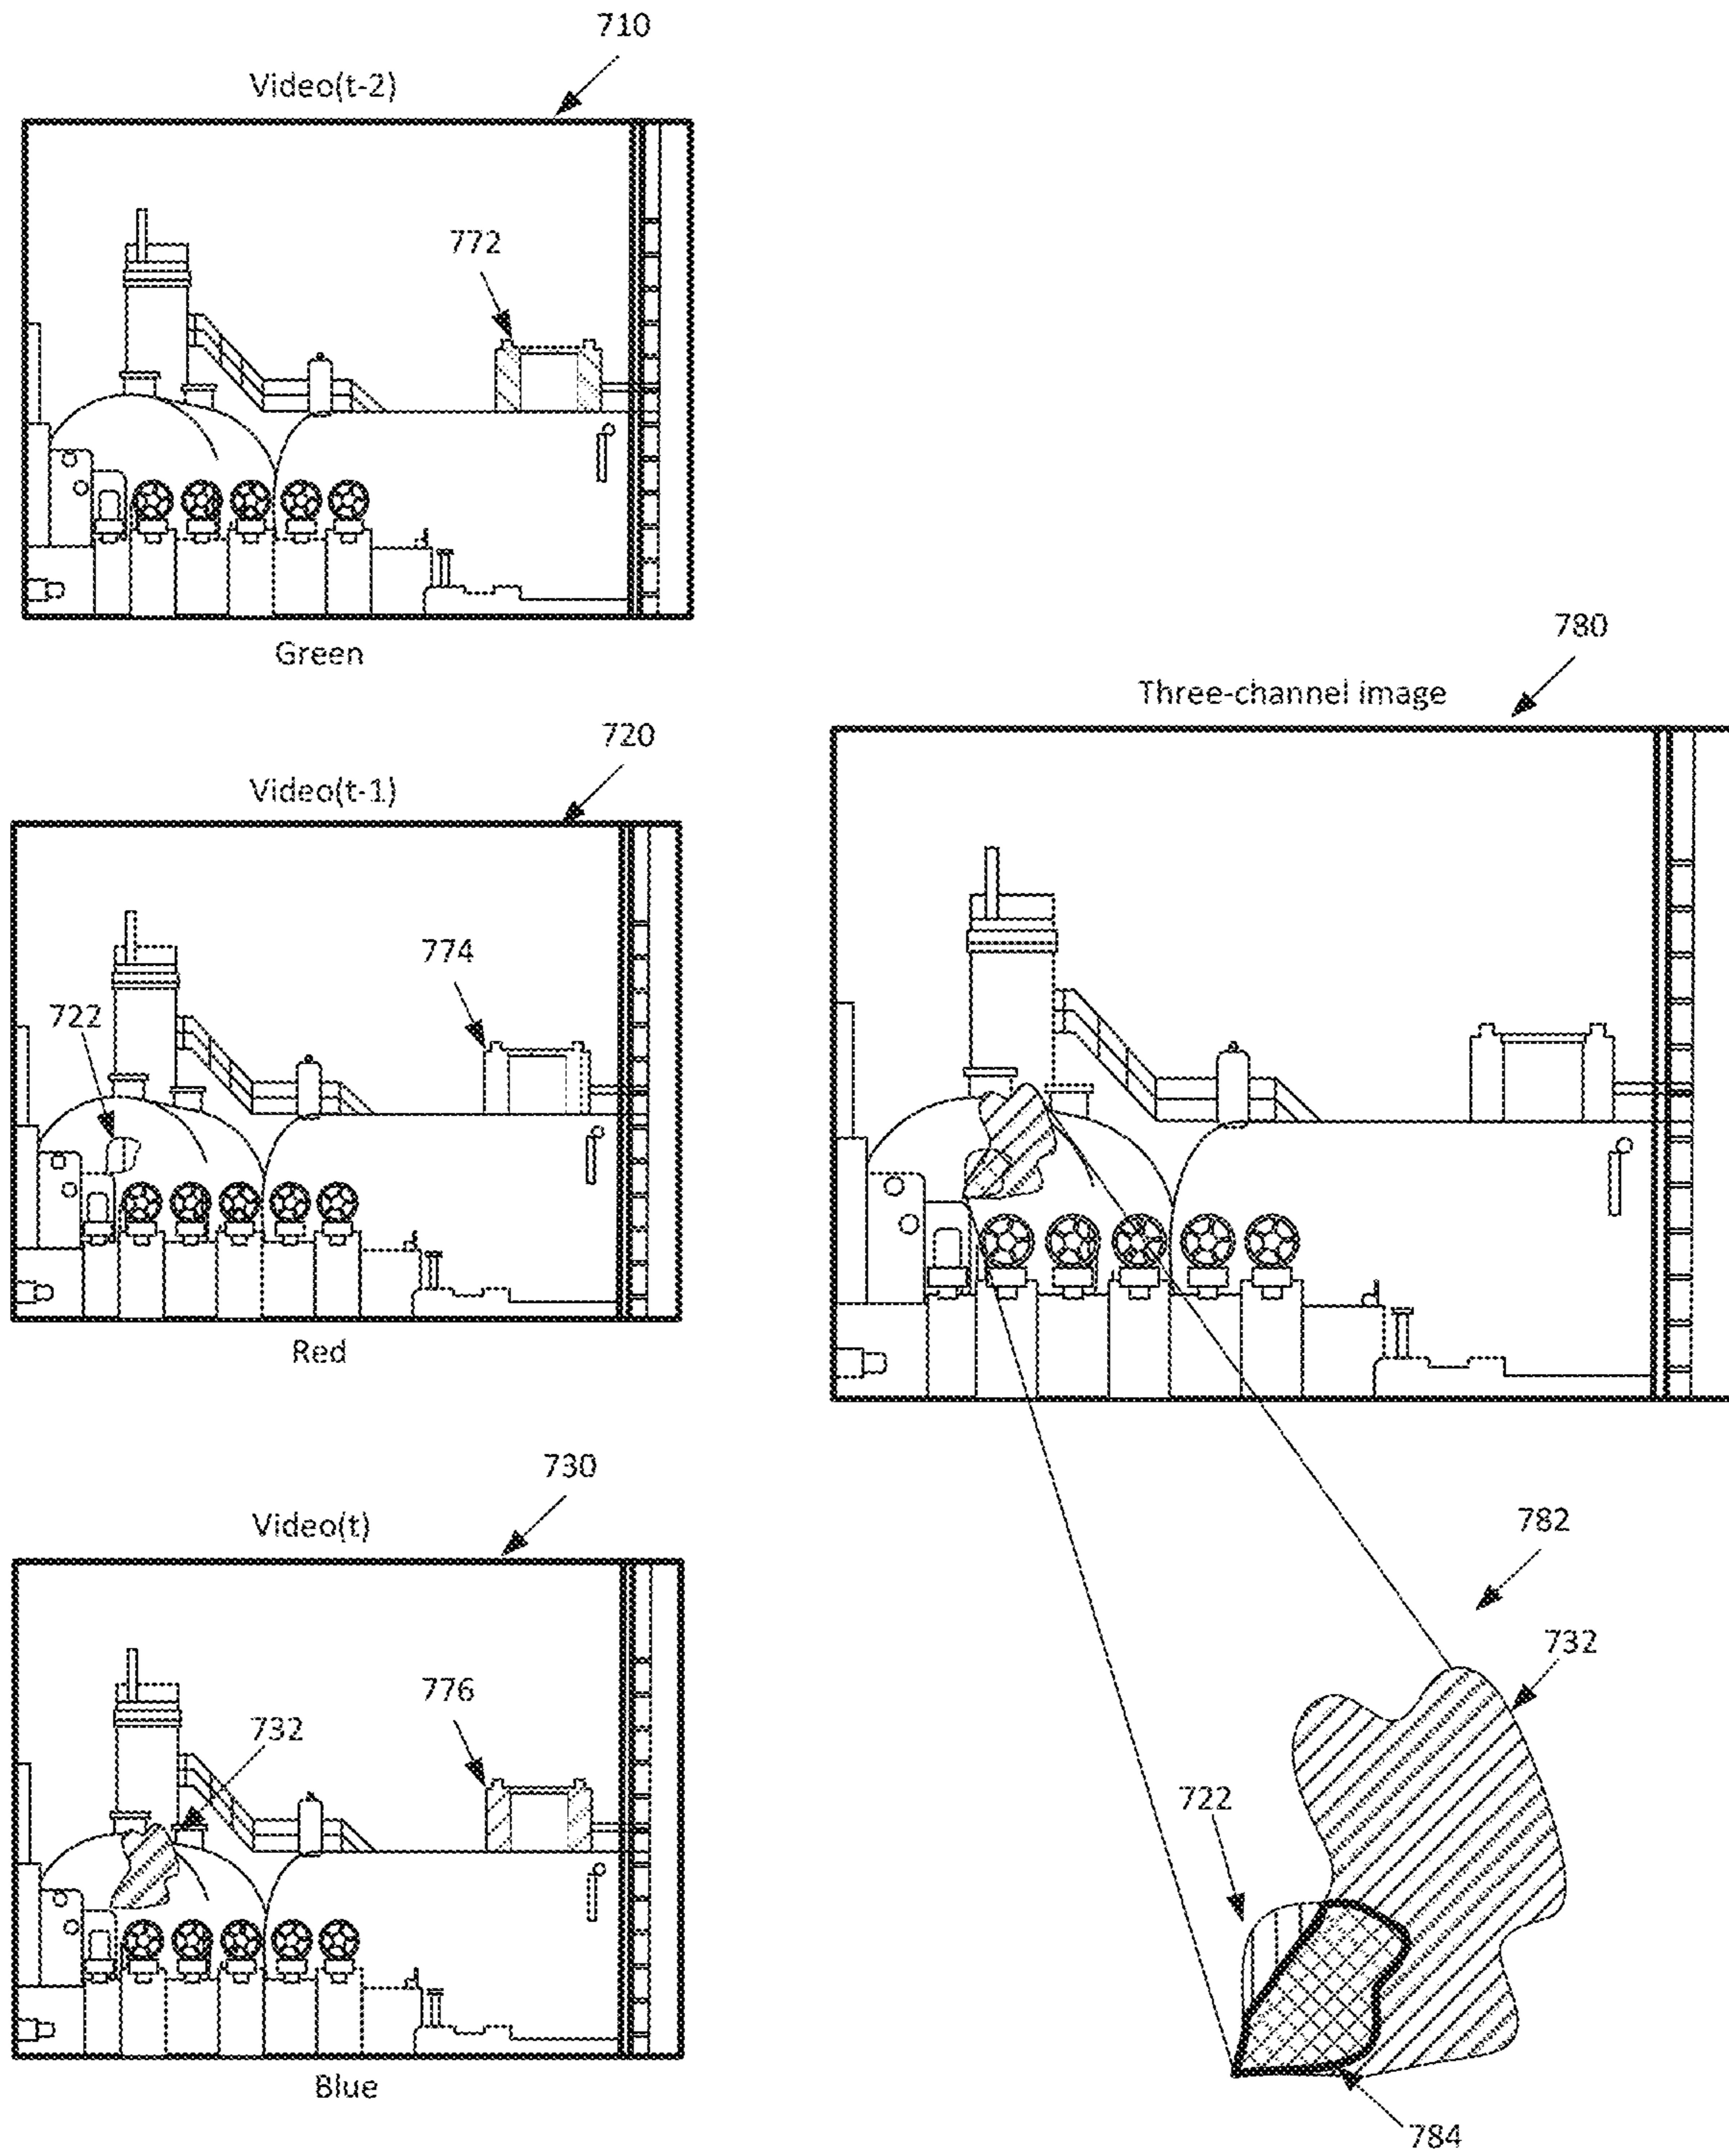 710
Video(t-2)
772
Green
780
Three-channel image
720
Video(t-1)
774
722
Red
730
Video(t)
782
732
776
732
722
Blue
784